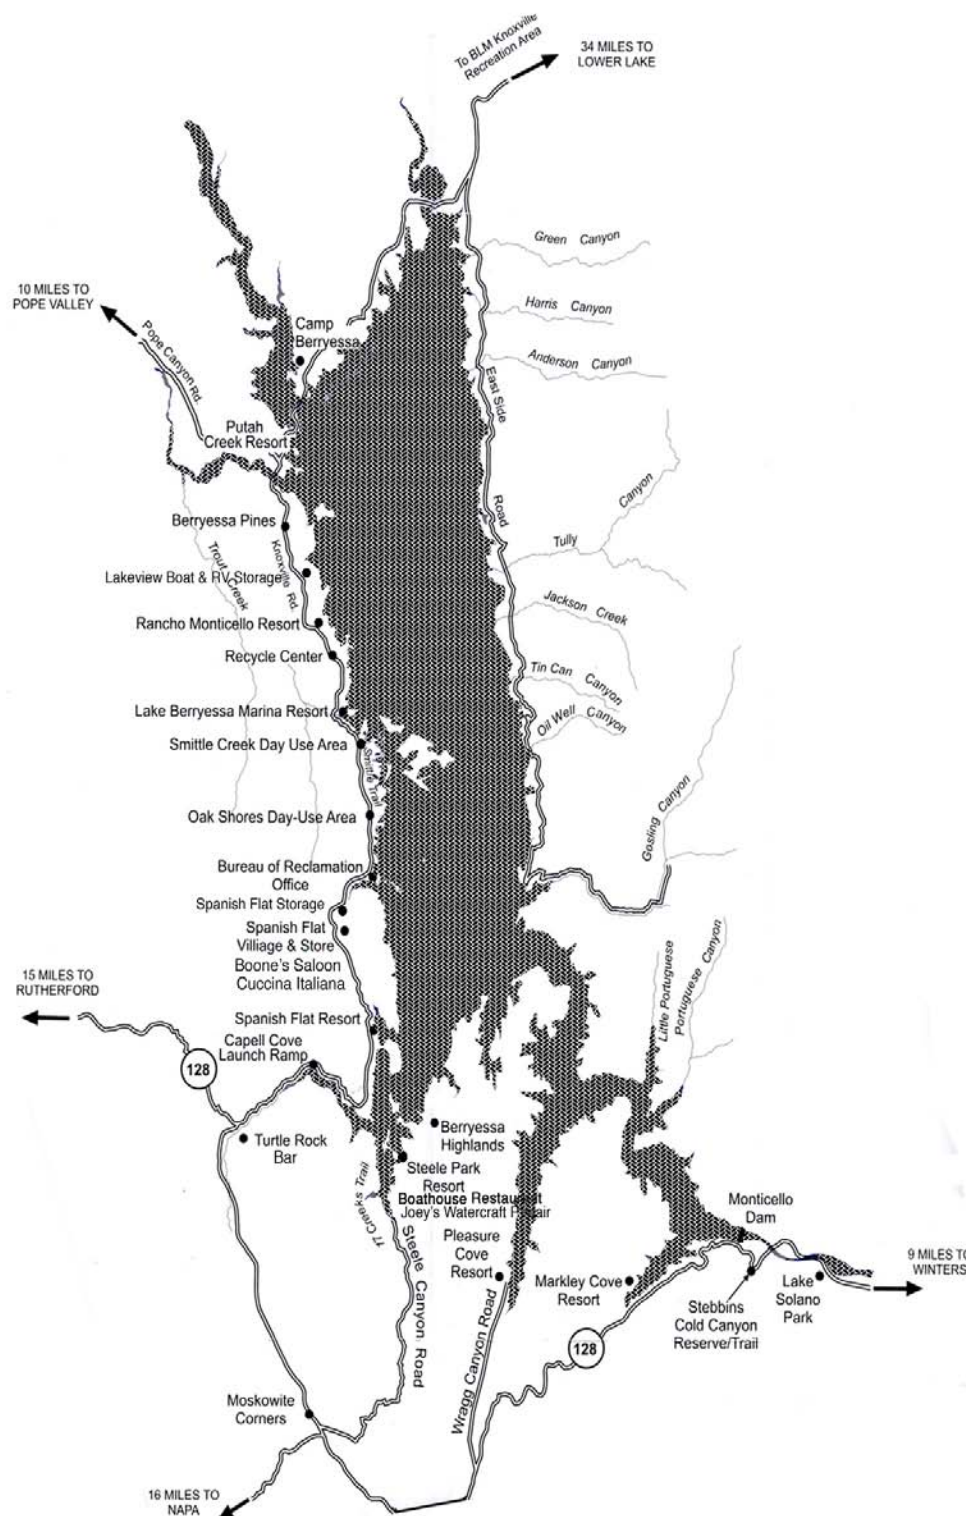 To BLM Knoxville
Recreation Area
34 MILES TO
LOWER LAKE
Green Canyon
10 MILES TO
POPE VALLEY
Harris Canyon
Camp
Berryessa
Pope Canyon Rd.
Anderson Canyon
East Side
Road
Putah
Creek Resort
Canyon
Tully
Berryessa Pines
Knoxville Rd.
Trout Creek
Lakeview Boat & RV Storage
Jackson Creek
Rancho Monticello Resort
Recycle Center
Tin Can Canyon
Lake Berryessa Marina Resort
Oil Well Canyon
Smittle Creek Day Use Area
Smittle Trail
Oak Shores Day-Use Area
Gosling Canyon
Bureau of Reclamation
Office
Spanish Flat Storage
Spanish Flat
Villiage & Store
Boone's Saloon
Cuccina Italiana
Little Portuguese
Portuguese Canyon
15 MILES TO
RUTHERFORD
Spanish Flat Resort
Capell Cove
Launch Ramp
128
Turtle Rock
Bar
Berryessa
Highlands
Steele Park
Resort
Boathouse Restaurant
Joey's Watercraft
17 Creeks Trail
Steele Canyon Road
Pleasure
Cove
Resort
Monticello
Dam
9 MILES TO
WINTERS
Markley Cove
Resort
Lake
Solano
Park
Stebbins
Cold Canyon
Reserve/Trail
Wragg Canyon Road
128
Moskowite
Corners
16 MILES TO
NAPA